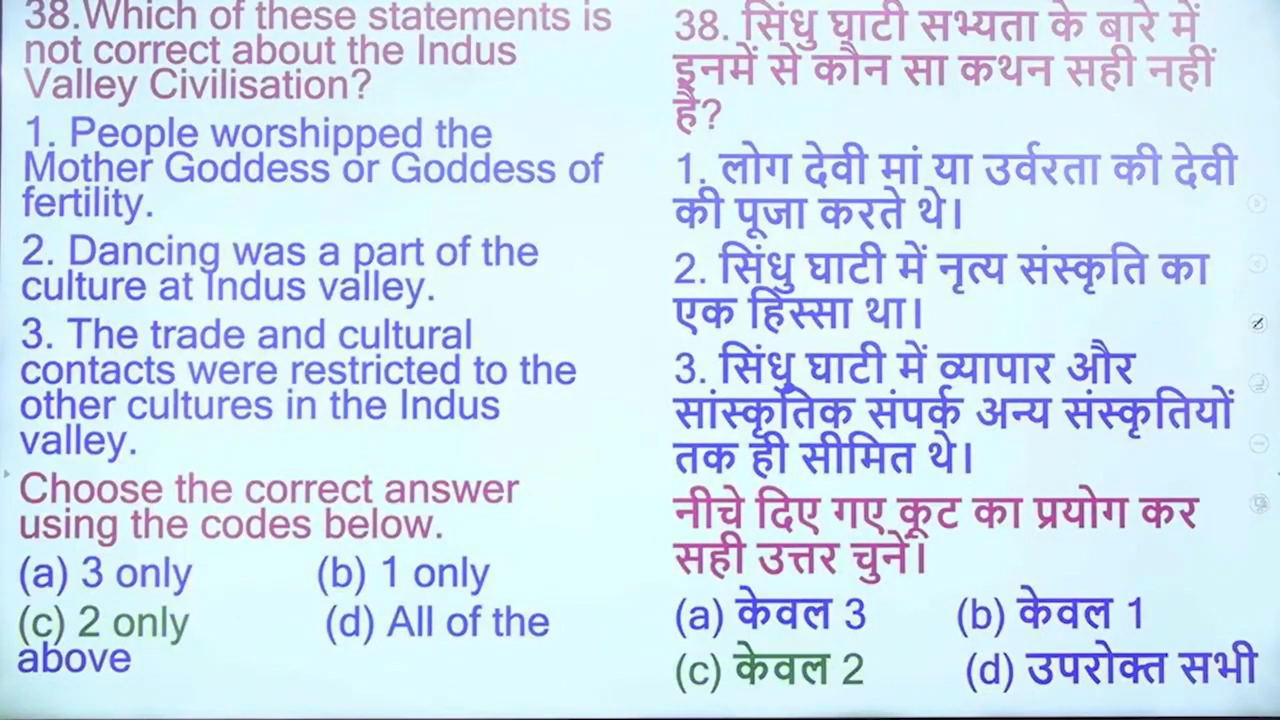 38.Which of these statements is
not correct about the Indus
Valley Civilisation?
1. People worshipped the
Mother Goddess or Goddess of
fertility.
2. Dancing was a part of the
culture at Indus valley.
3. The trade and cultural
contacts were restricted to the
other cultures in the Indus
valley.
Choose the correct answer
using the codes below.
(a) 3 only (b) 1 only
(c) 2 only (d) All of the
above
38. सिंधु घाटी सभ्यता के बारे में
इनमें से कौन सा कथन सही नहीं
है?
1. लोग देवी मां या उर्वरता की देवी
की पूजा करते थे।
2. सिंधु घाटी में नृत्य संस्कृति का
एक हिस्सा था।
3. सिंधु घाटी में व्यापार और
सांस्कृतिक संपर्क अन्य संस्कृतियों
तक ही सीमित थे।
नीचे दिए गए कूट का प्रयोग कर
सही उत्तर चुनें।
(a) केवल 3 (b) केवल 1
(c) केवल 2 (d) उपरोक्त सभी